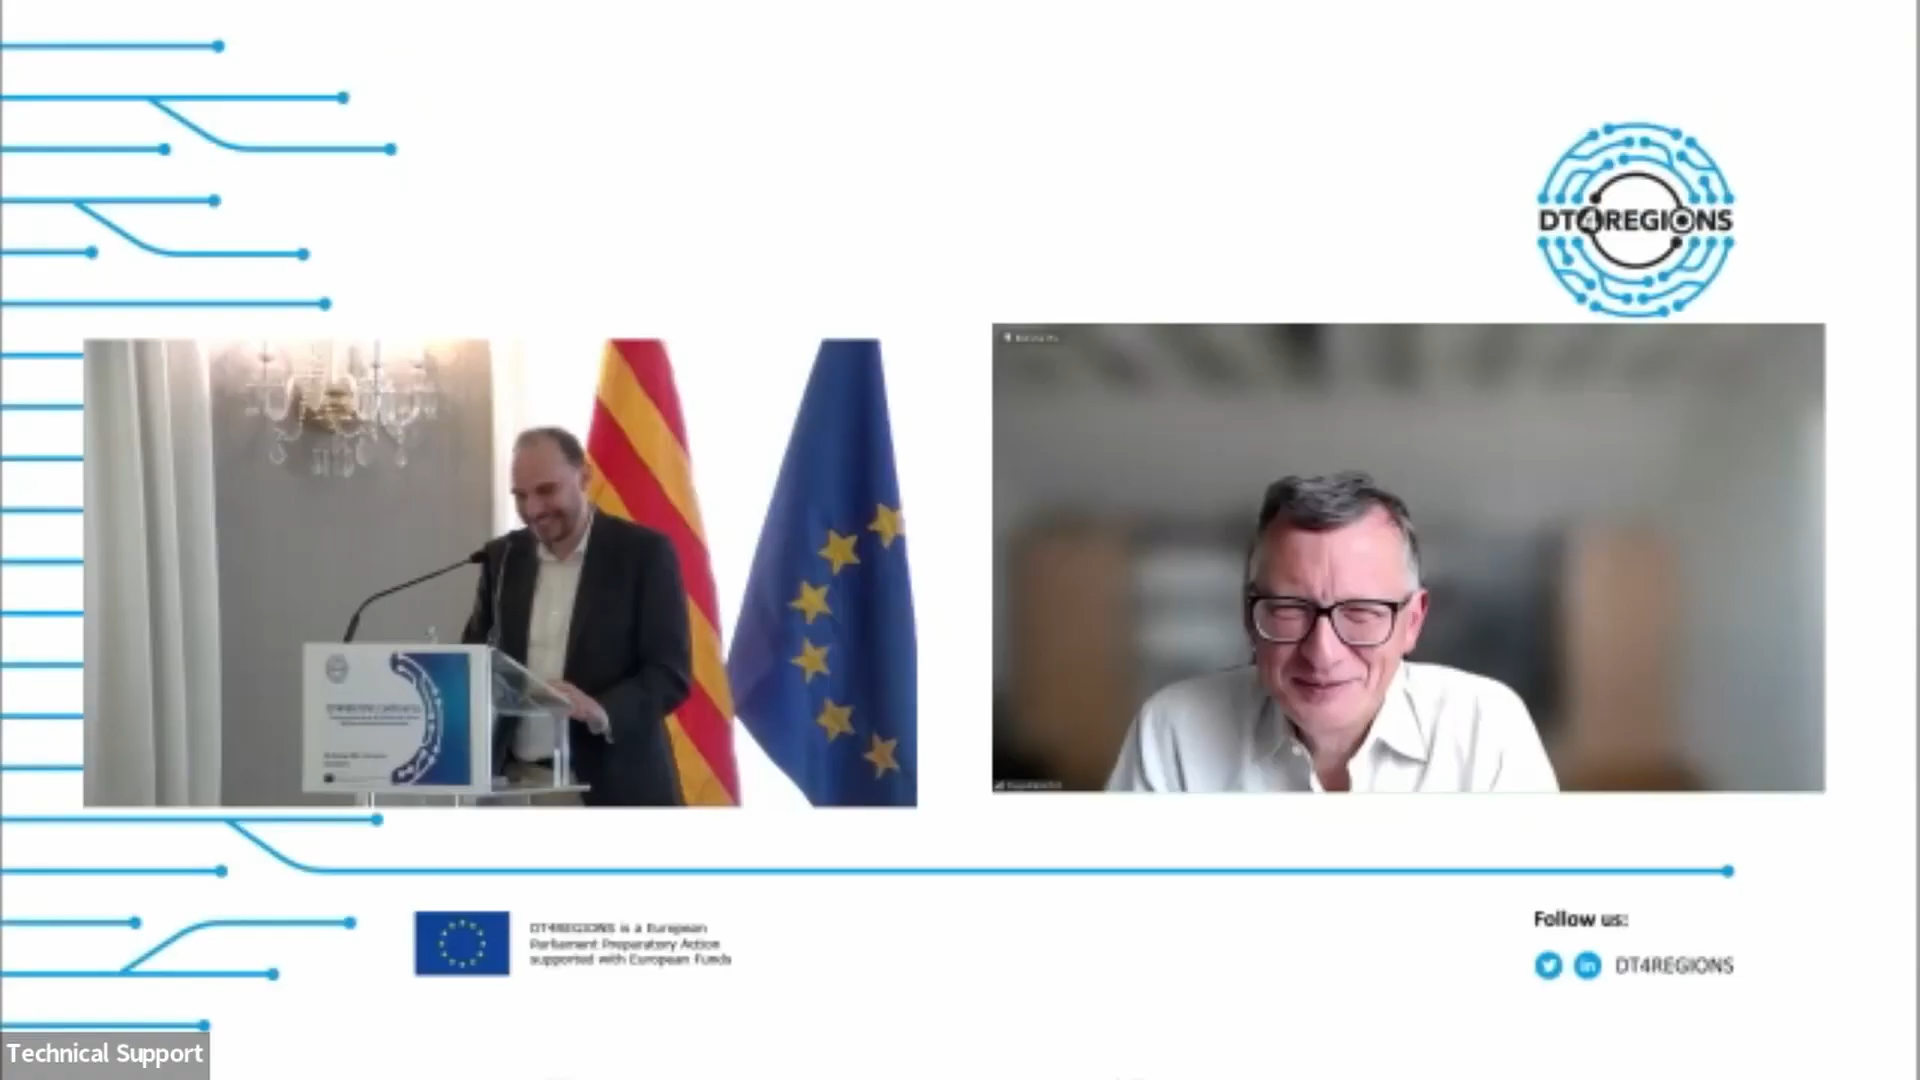 DT4REGIONS
DT4REGIONS is a European
Parliament Preparatory Action
supported with European Funds
Follow us:
DT4REGIONS
Technical Support